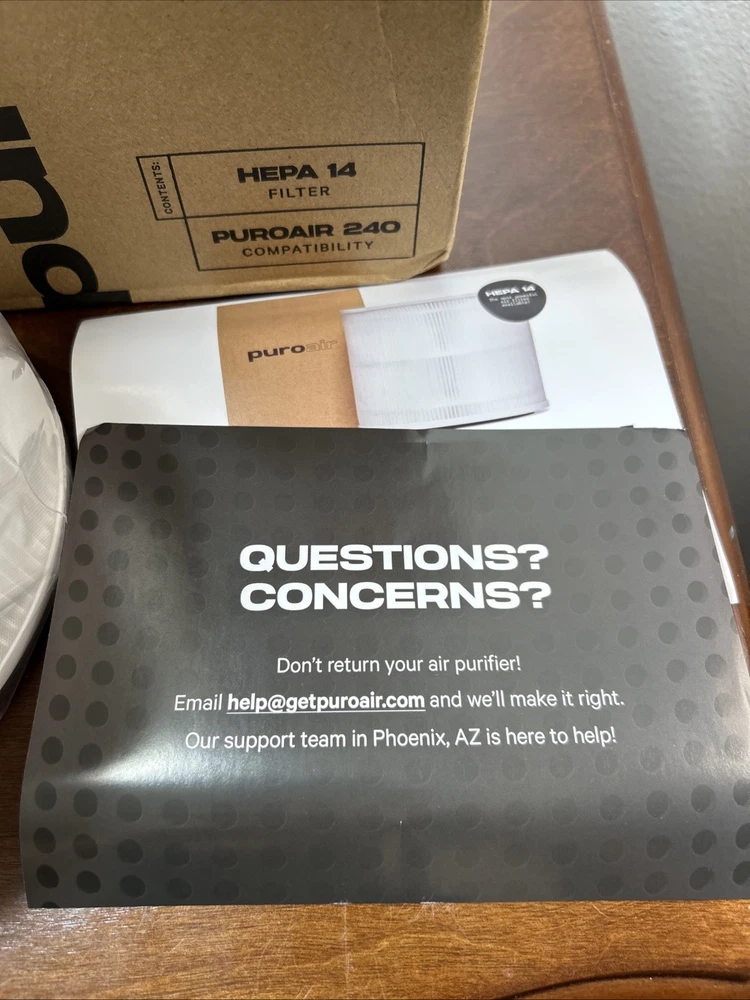 CONTENTS:
HEPA 14
FILTER
PUROAIR 240
COMPATIBILITY
HEPA 14
puroair
QUESTIONS?
CONCERNS?
Don't return your air purifier!
Email help@getpuroair.com and we'll make it right.
Our support team in Phoenix, AZ is here to help!